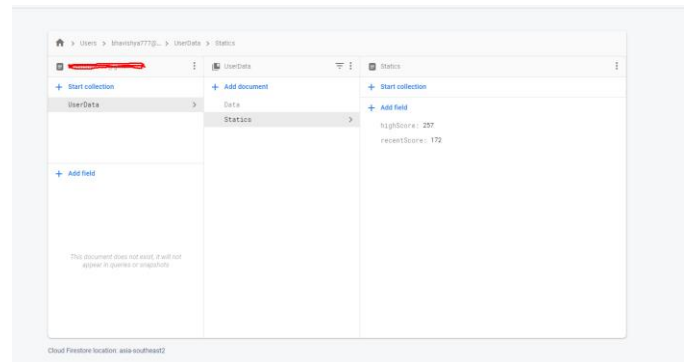 Users > bhavishya777@... > UserData > Statics
UserData
Statics
+ Start collection
+ Add document
+ Start collection
UserData
Data
+ Add field
Statics
highScore: 257
recentScore: 172
+ Add field
This document does not exist, it will not
appear in queries or snapshots
Cloud Firestore location: asia-southeast2